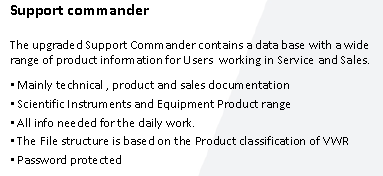 Support commander
The upgraded Support Commander contains a data base with a wide
range of product information for Users working in Service and Sales.
• Mainly technical , product and sales documentation
• Scientific Instruments and Equipment Product range
• All info needed for the daily work.
• The File structure is based on the Product classification of VWR
• Password protected